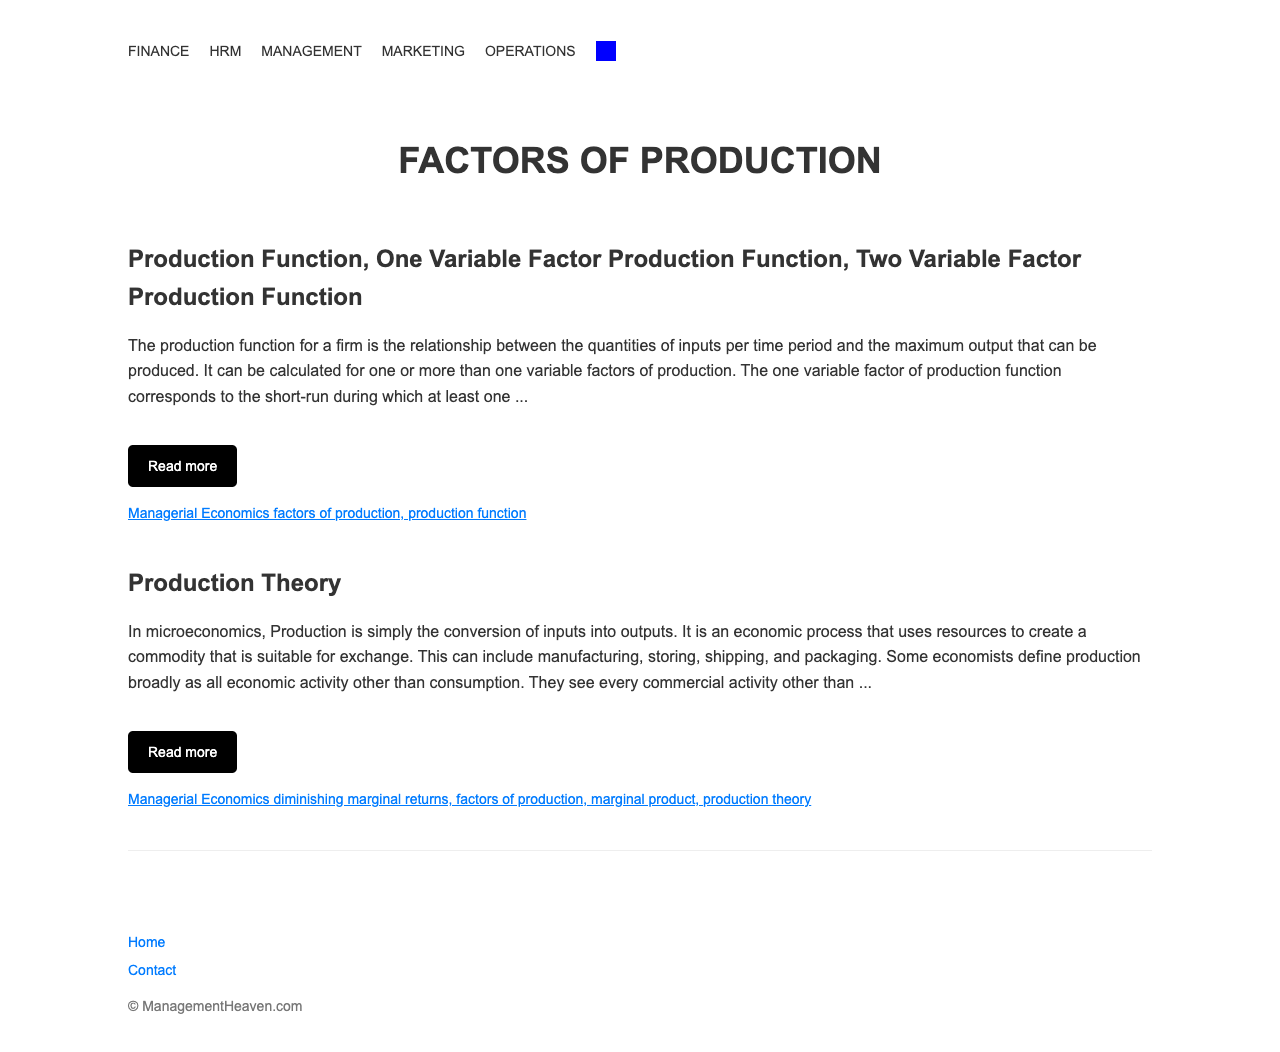 FINANCE HRM MANAGEMENT MARKETING OPERATIONS
FACTORS OF PRODUCTION
Production Function, One Variable Factor Production Function, Two Variable Factor
Production Function
The production function for a firm is the relationship between the quantities of inputs per time period and the maximum output that can be
produced. It can be calculated for one or more than one variable factors of production. The one variable factor of production function
corresponds to the short-run during which at least one ...
Read more
Managerial Economics factors of production, production function
Production Theory
In microeconomics, Production is simply the conversion of inputs into outputs. It is an economic process that uses resources to create a
commodity that is suitable for exchange. This can include manufacturing, storing, shipping, and packaging. Some economists define production
broadly as all economic activity other than consumption. They see every commercial activity other than ...
Read more
Managerial Economics diminishing marginal returns, factors of production, marginal product, production theory
Home
Contact
© ManagementHeaven.com